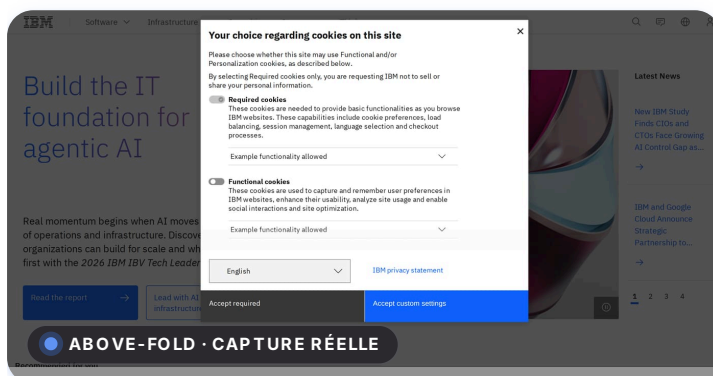 IBM
Software
Infrastructure
Your choice regarding cookies on this site
Please choose whether this site may use Functional and/or
Personalization cookies, as described below.
By selecting Required cookies only, you are requesting IBM not to sell or
share your personal information.
Required cookies
These cookies are needed to provide basic functionalities as you browse
IBM websites. These capabilities include cookie preferences, load
balancing, session management, language selection and checkout
processes.
Example functionality allowed
Functional cookies
These cookies are used to capture and remember user preferences in
IBM websites, enhance their usability, analyze site usage and enable
social interactions and site optimization.
Example functionality allowed
English
IBM privacy statement
Accept required
Accept custom settings
Build the IT
foundation for
agentic AI
Real momentum begins when AI moves
of operations and infrastructure. Discove
organizations can build for scale and wh
first with the 2026 IBM IBV Tech Leader
Read the report
Lead with AI
infrastructur
Latest News
New IBM Study
Finds CIOs and
CTOs Face Growing
AI Control Gap as...
IBM and Google
Cloud Announce
Strategic
Partnership to...
1 2 3 4
ABOVE-FOLD · CAPTURE RÉELLE
Recommended for you